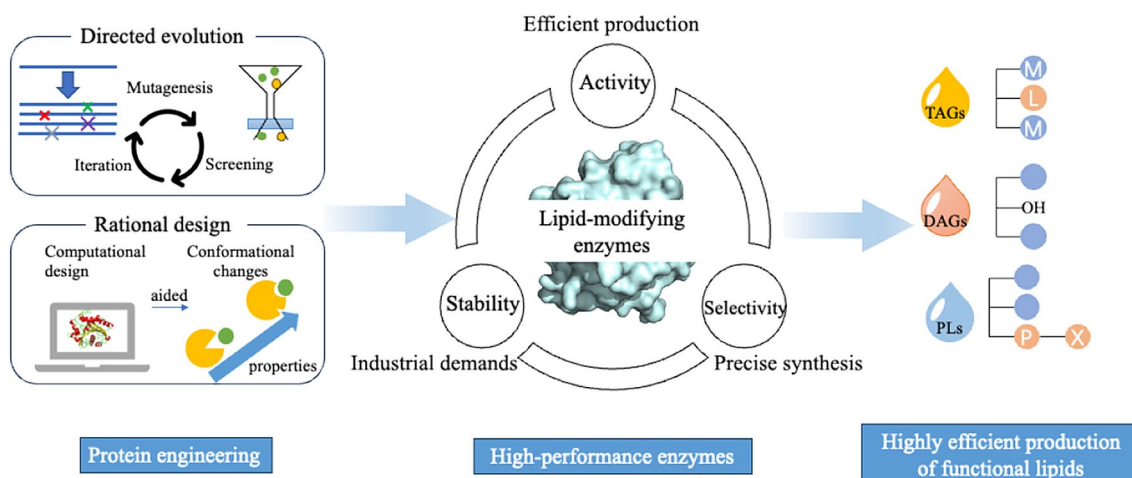 Directed evolution
Mutagenesis
Iteration
Screening
Rational design
Computational
design
Conformational
changes
aided
properties
Protein engineering
Efficient production
Activity
Lipid-modifying
enzymes
Stability
Selectivity
Industrial demands
Precise synthesis
High-performance enzymes
TAGs
M
L
M
DAGs
OH
PLs
P
X
Highly efficient production
of functional lipids